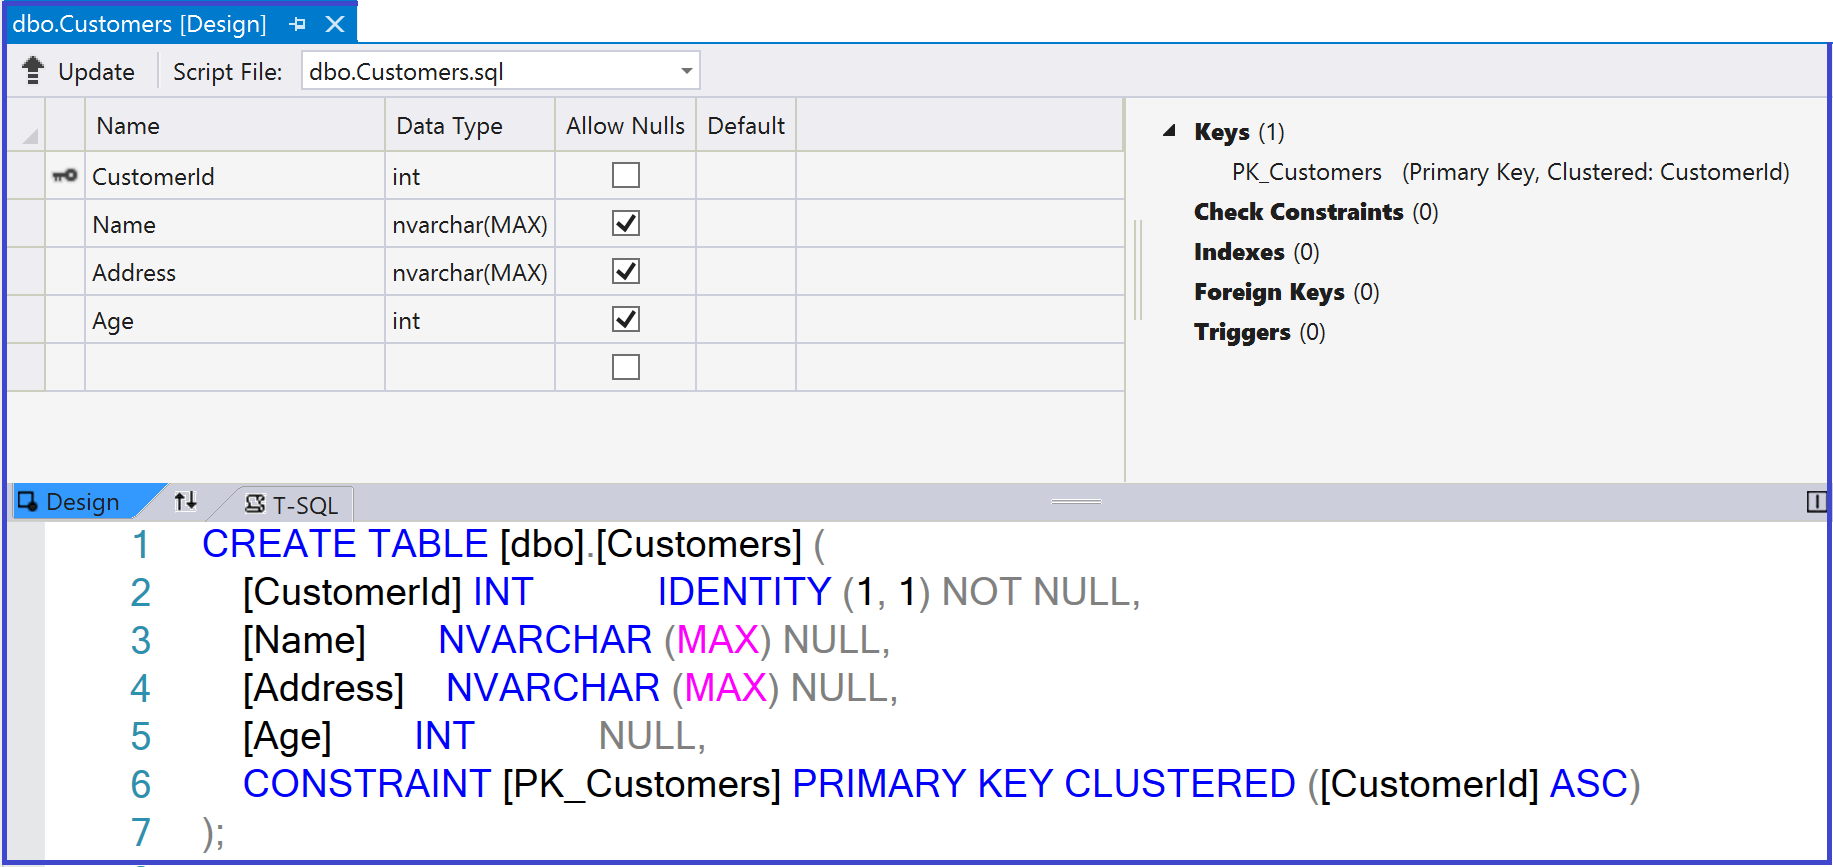 dbo.Customers [Design]
Update Script File: dbo.Customers.sql
Name Data Type Allow Nulls Default
CustomerId int
Name nvarchar(MAX)
Address nvarchar(MAX)
Age int
Keys (1)
PK_Customers (Primary Key, Clustered: CustomerId)
Check Constraints (0)
Indexes (0)
Foreign Keys (0)
Triggers (0)
Design T-SQL
1 CREATE TABLE [dbo].[Customers] (
2 [CustomerId] INT IDENTITY (1, 1) NOT NULL,
3 [Name] NVARCHAR (MAX) NULL,
4 [Address] NVARCHAR (MAX) NULL,
5 [Age] INT NULL,
6 CONSTRAINT [PK_Customers] PRIMARY KEY CLUSTERED ([CustomerId] ASC)
7 );